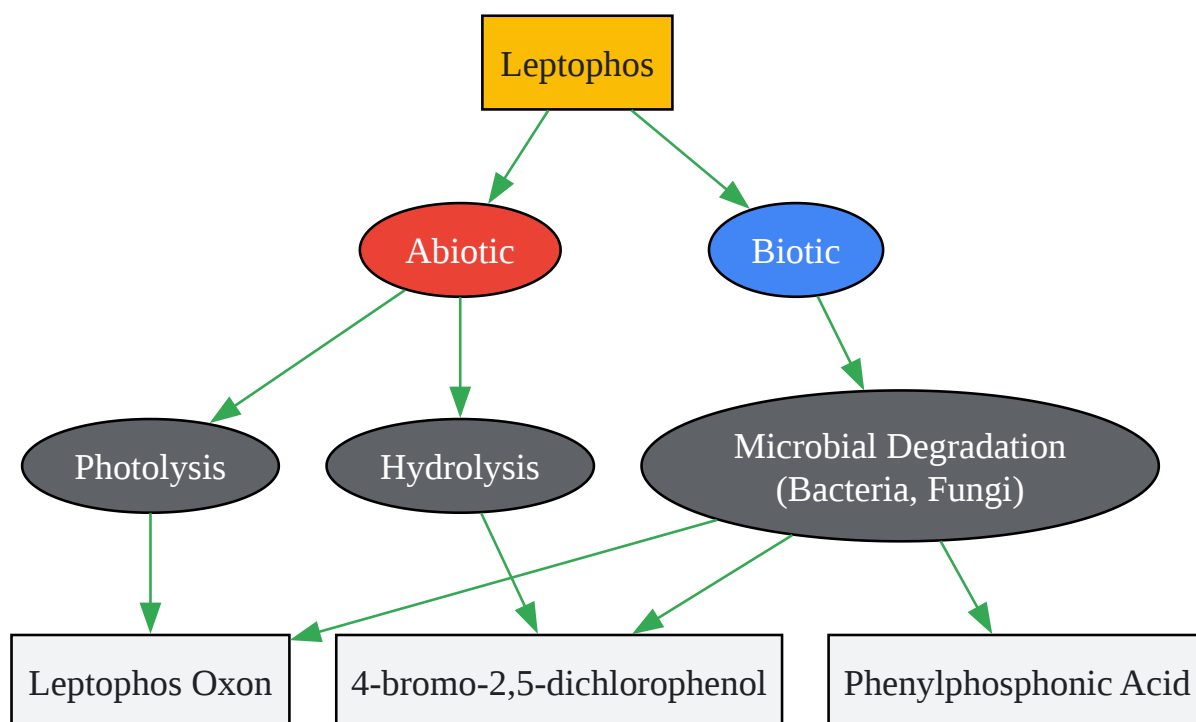 Leptophos
Abiotic
Biotic
Photolysis
Hydrolysis
Microbial Degradation
(Bacteria, Fungi)
Leptophos Oxon
4-bromo-2,5-dichlorophenol
Phenylphosphonic Acid